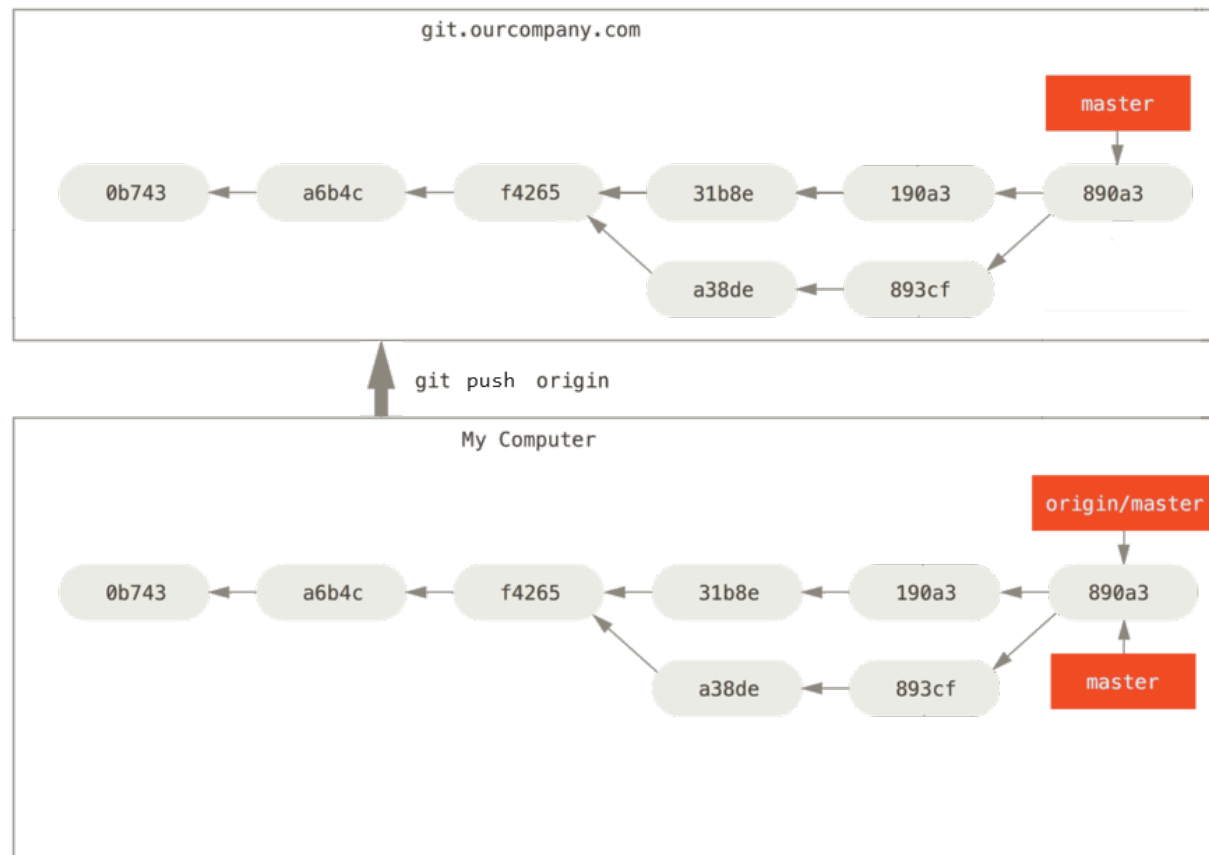 git.ourcompany.com
master
0b743 a6b4c f4265 31b8e 190a3 890a3
a38de 893cf
git push origin
My Computer
origin/master
0b743 a6b4c f4265 31b8e 190a3 890a3
a38de 893cf master